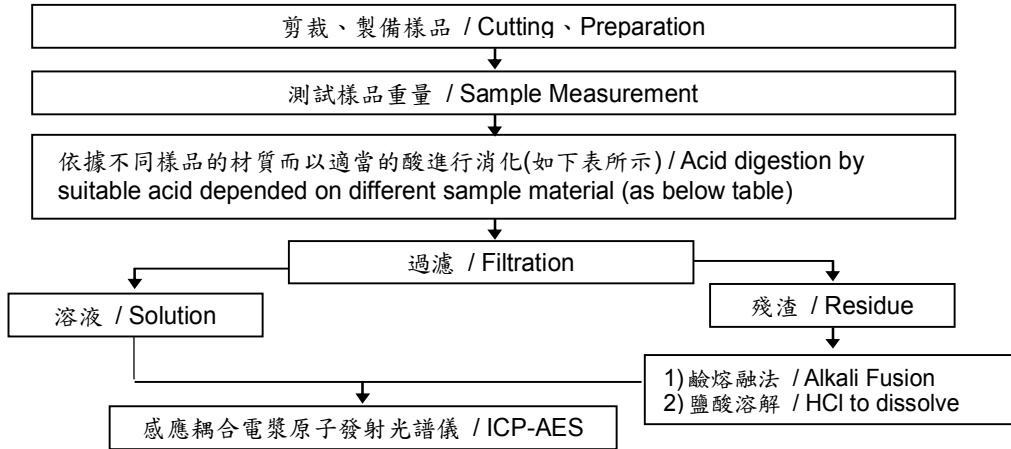 剪裁、製備樣品 / Cutting、Preparation
測試樣品重量 / Sample Measurement
依據不同樣品的材質而以適當的酸進行消化(如下表所示) / Acid digestion by
suitable acid depended on different sample material (as below table)
過濾 / Filtration
溶液 / Solution
殘渣 / Residue
1) 鹼熔融法 / Alkali Fusion
2) 鹽酸溶解 / HCl to dissolve
感應耦合電漿原子發射光譜儀 / ICP-AES